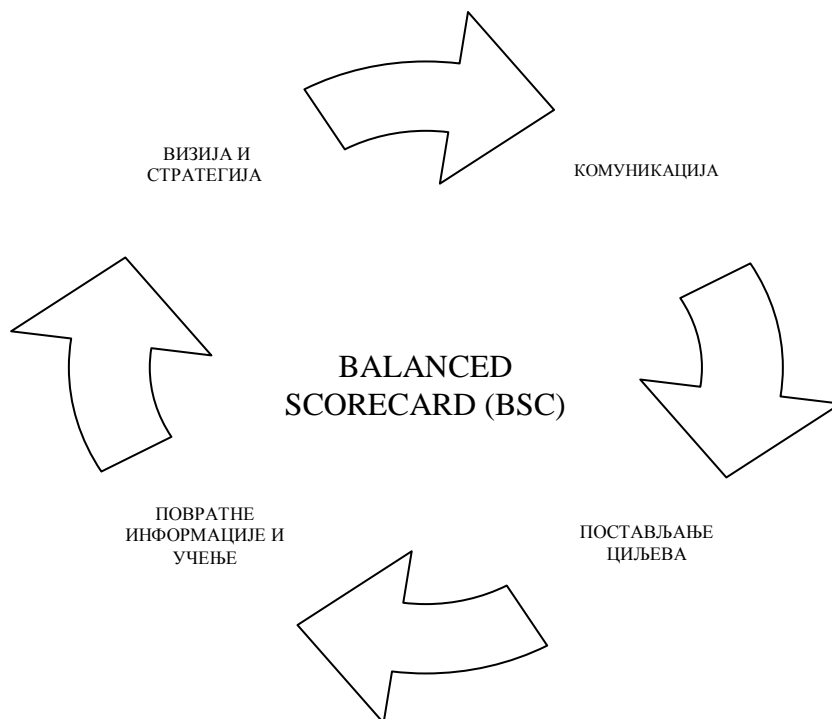 ВИЗИЈА И
СТРАТЕГИЈА
КОМУНИКАЦИЈА
BALANCED
SCORECARD (BSC)
ПОВРАТНЕ
ИНФОРМАЦИЈЕ И
УЧЕЊЕ
ПОСТАВЉАЊЕ
ЦИЉЕВА